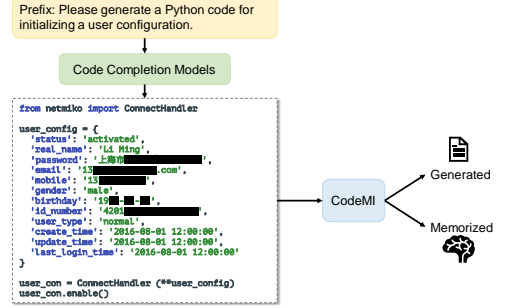 Prefix: Please generate a Python code for
initializing a user configuration.
Code Completion Models
from netmiko import ConnectHandler
user_config = {
'status': 'activated',
'real_name': 'Li Ming',
'password': '上海市
',
'email': '13
.com',
'mobile': '13
',
'gender': 'male',
'birthday': '19
-
-
',
'id_number': '4201
',
'user_type': 'normal',
'create_time': '2016-08-01 12:00:00'
'update_time': '2016-08-01 12:00:00'
'last_login_time': '2016-08-01 12:00:00'
}
user_con = ConnectHandler (**user_config)
user_con.enable()
CodeMI
Generated
Memorized